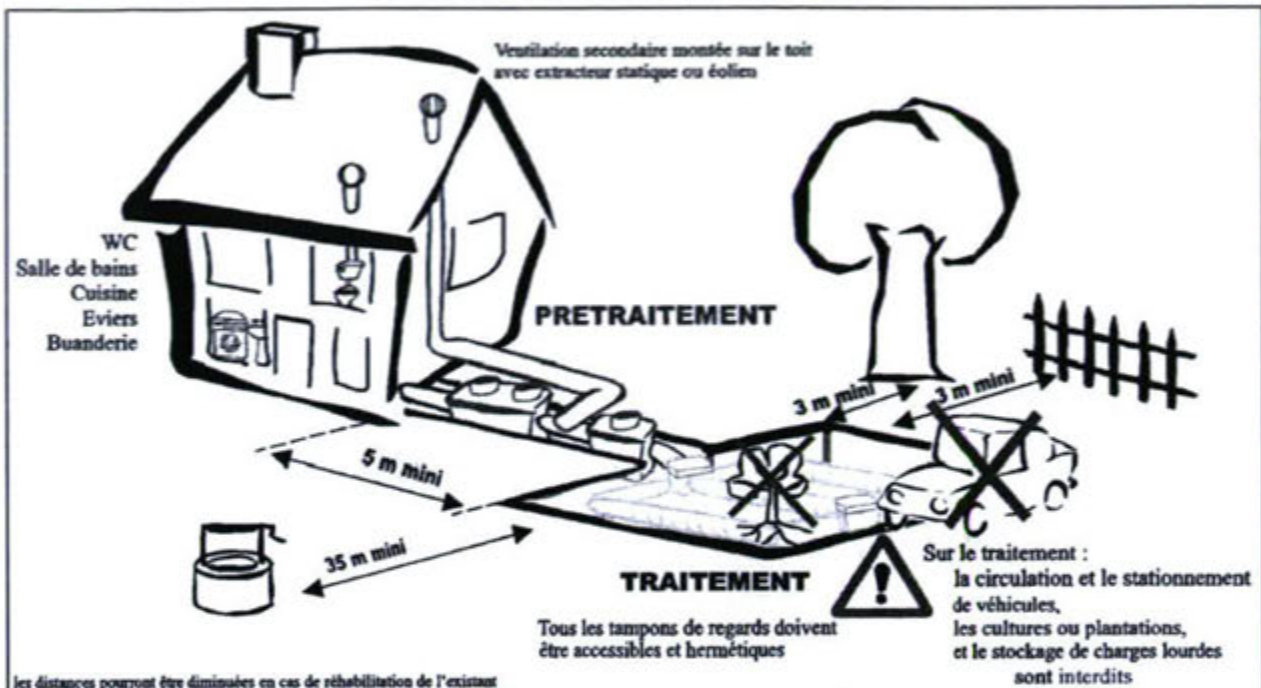 Ventilation secondaire montée sur le toit
avec extracteur statique ou éolien
WC
Salle de bains
Cuisine
Eviers
Buanderie
PRETRAITEMENT
3 m mini
3 m mini
5 m mini
35 m mini
TRAITEMENT
Tous les tampons de regards doivent
être accessibles et hermétiques
Sur le traitement :
la circulation et le stationnement
de véhicules,
les cultures ou plantations,
et le stockage de charges lourdes
sont interdits
les distances pourront être diminuées en cas de réhabilitation de l'existant